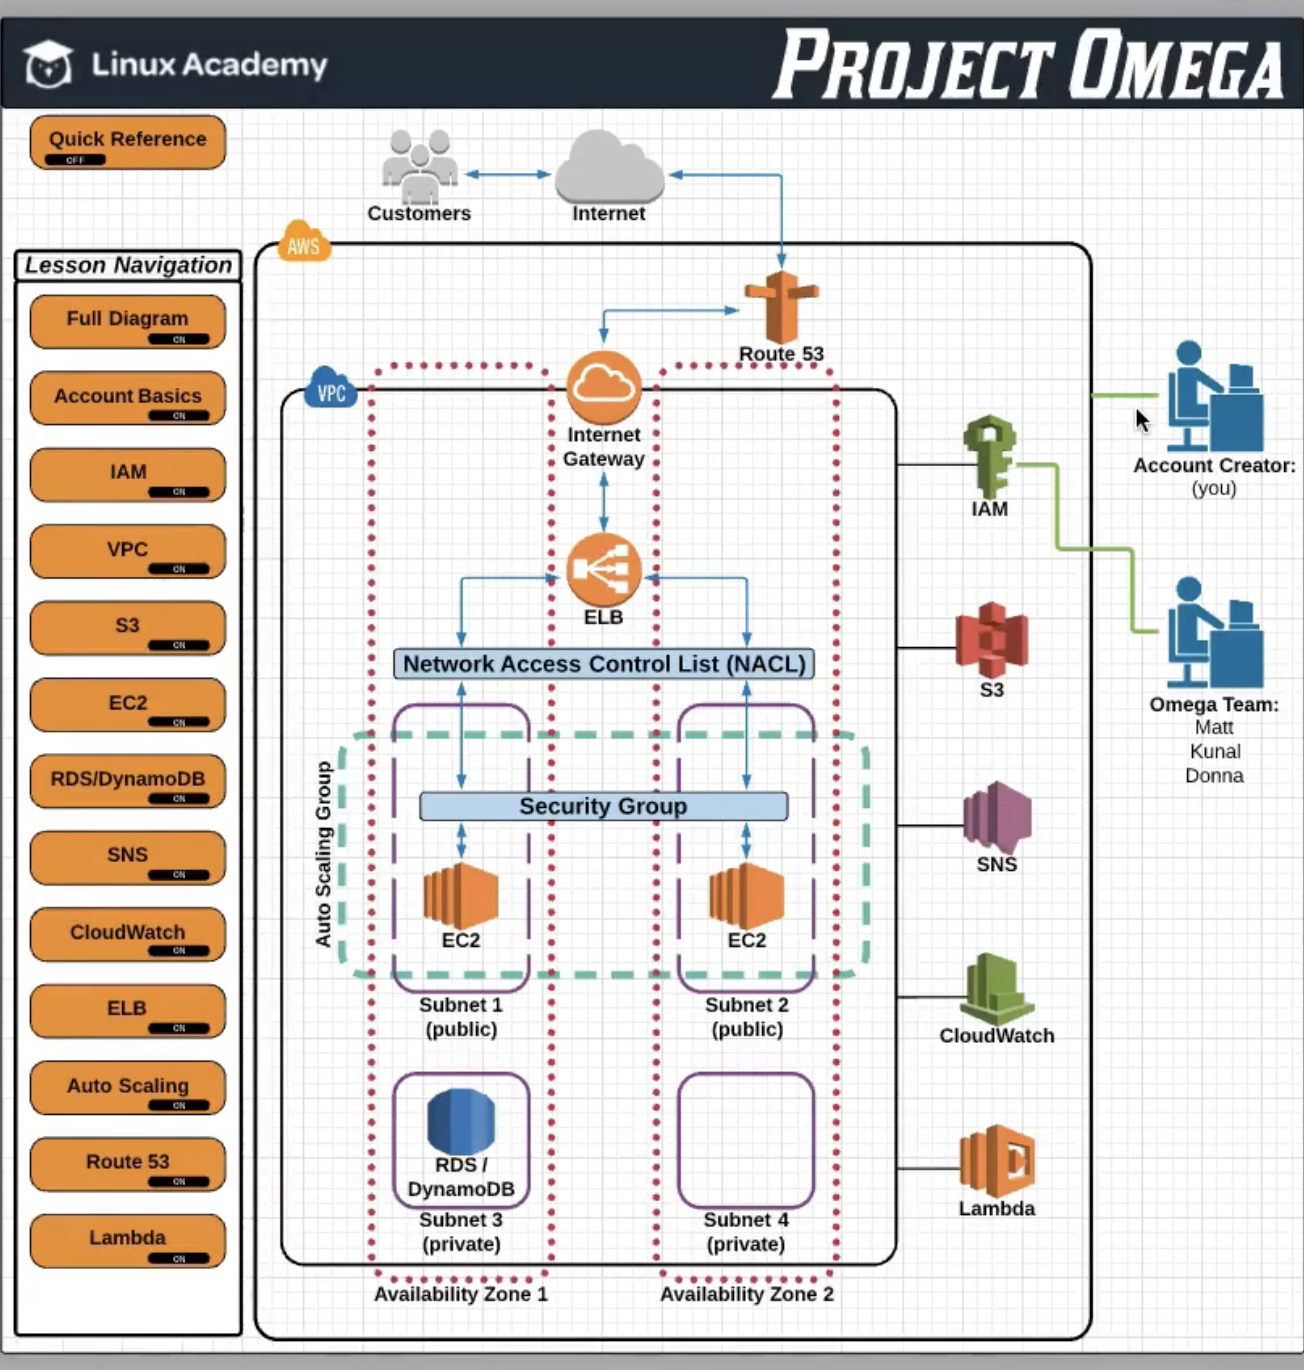 Linux Academy
PROJECT OMEGA
Quick Reference
OFF
Customers
Internet
AWS
Lesson Navigation
Full Diagram
ON
Account Basics
ON
IAM
ON
VPC
ON
S3
ON
EC2
ON
RDS/DynamoDB
ON
SNS
ON
CloudWatch
ON
ELB
ON
Auto Scaling
ON
Route 53
ON
Lambda
ON
Route 53
VPC
Internet
Gateway
ELB
Network Access Control List (NACL)
Auto Scaling Group
Security Group
EC2
EC2
Subnet 1
(public)
Subnet 2
(public)
RDS /
DynamoDB
Subnet 3
(private)
Subnet 4
(private)
Availability Zone 1
Availability Zone 2
IAM
S3
SNS
CloudWatch
Lambda
Account Creator:
(you)
Omega Team:
Matt
Kunal
Donna